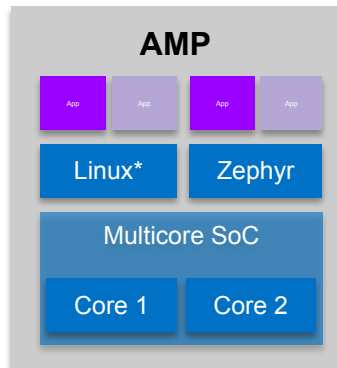 AMP
App App App App
Linux* Zephyr
Multicore SoC
Core 1 Core 2